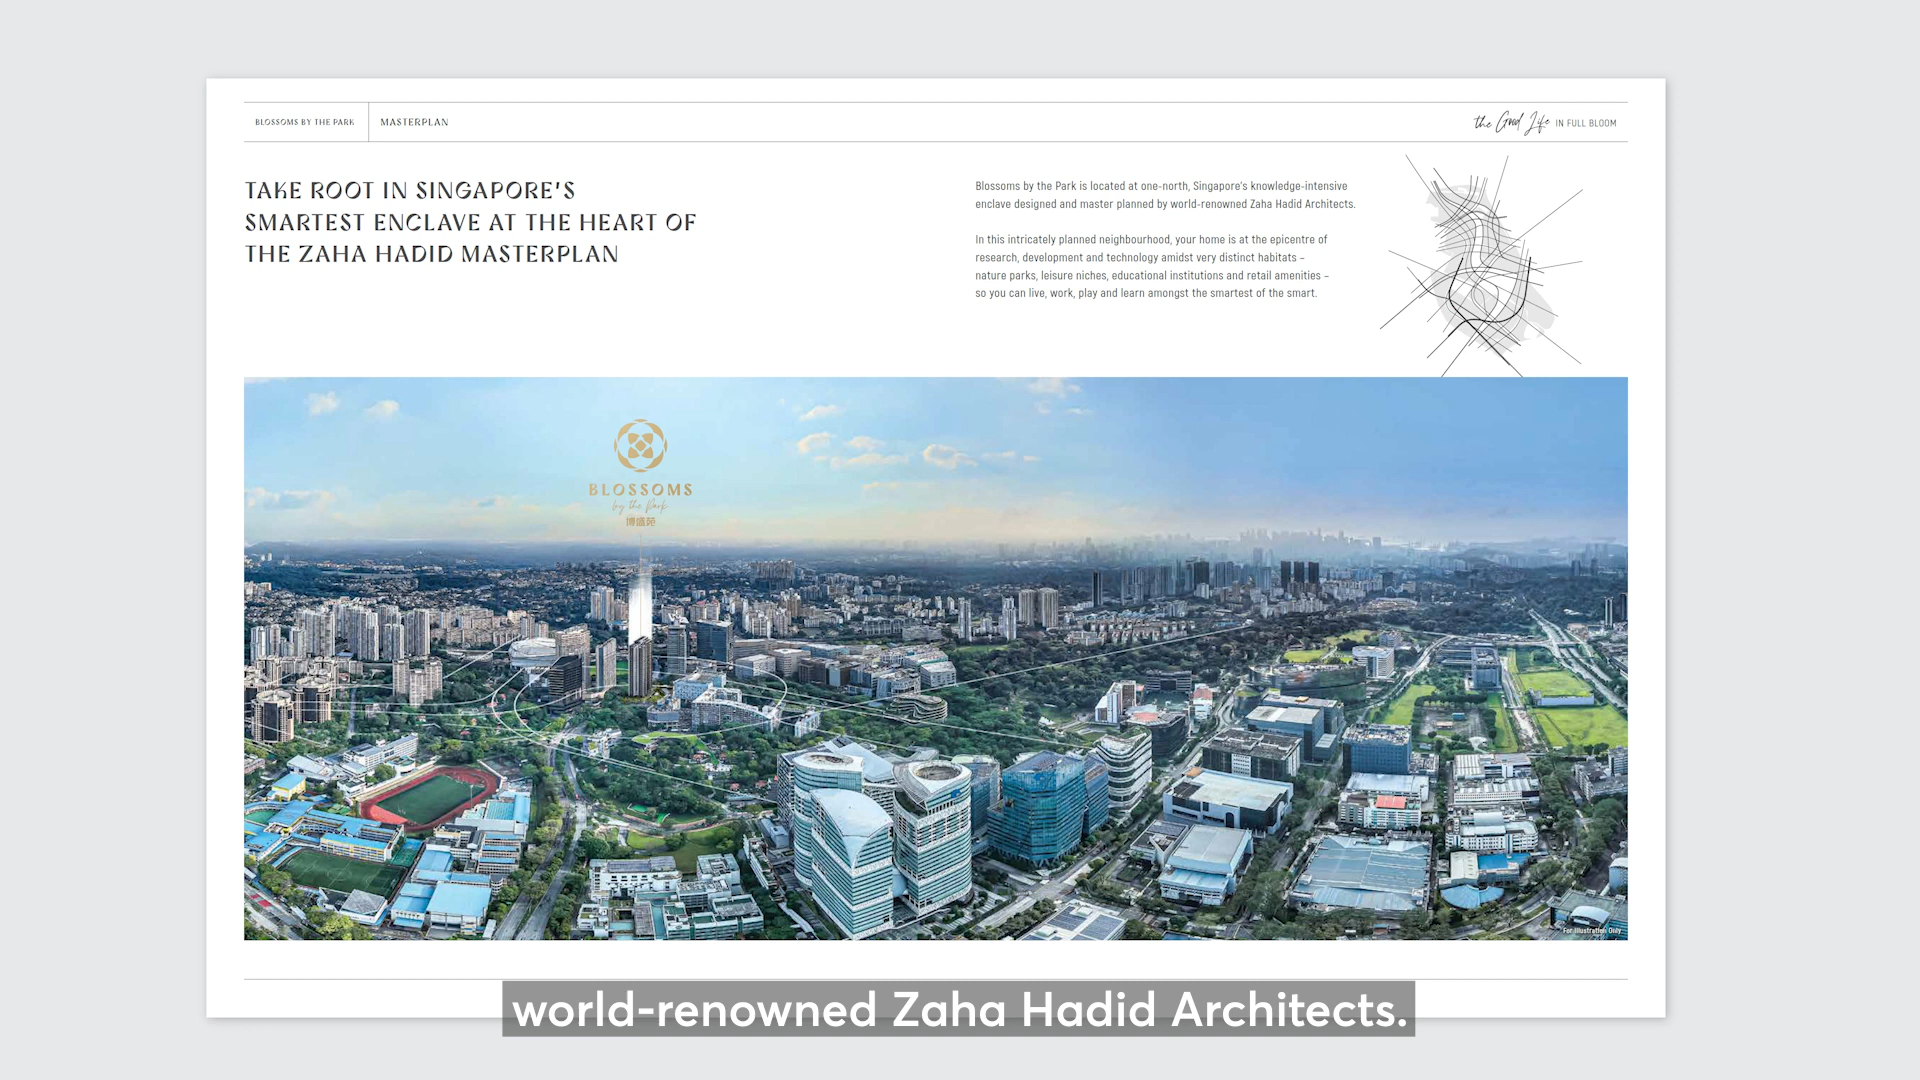 BLOSSOMS BY THE PARK
MASTERPLAN
the Good Life IN FULL BLOOM
TAKE ROOT IN SINGAPORE'S
SMARTEST ENCLAVE AT THE HEART OF
THE ZAHA HADID MASTERPLAN
Blossoms by the Park is located at one-north, Singapore's knowledge-intensive
enclave designed and master planned by world-renowned Zaha Hadid Architects.
In this intricately planned neighbourhood, your home is at the epicentre of
research, development and technology amidst very distinct habitats –
nature parks, leisure niches, educational institutions and retail amenities –
so you can live, work, play and learn amongst the smartest of the smart.
BLOSSOMS
by the Park
博盛苑
For Illustration Only
world-renowned Zaha Hadid Architects.